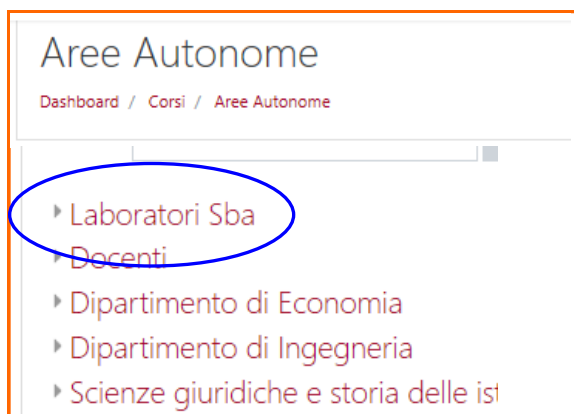 Aree Autonome
Dashboard / Corsi / Aree Autonome
Laboratori Sba
Docenti
Dipartimento di Economia
Dipartimento di Ingegneria
Scienze giuridiche e storia delle ist